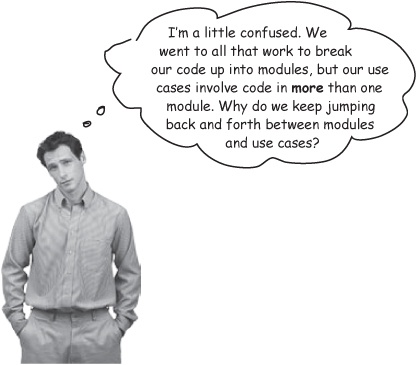 I'm a little confused. We
went to all that work to break
our code up into modules, but our use
cases involve code in more than one
module. Why do we keep jumping
back and forth between modules
and use cases?